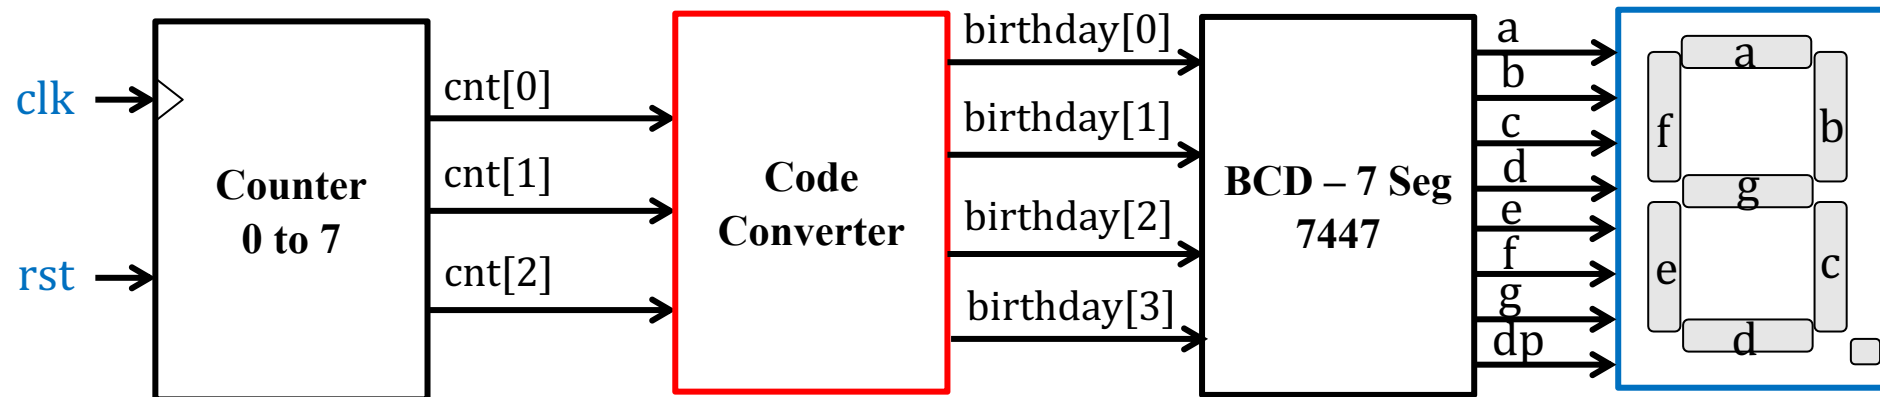 clk
rst
Counter
0 to 7
cnt[0]
cnt[1]
cnt[2]
Code
Converter
birthday[0]
birthday[1]
birthday[2]
birthday[3]
BCD – 7 Seg
7447
a
b
c
d
e
f
g
dp
a
f
b
g
e
c
d